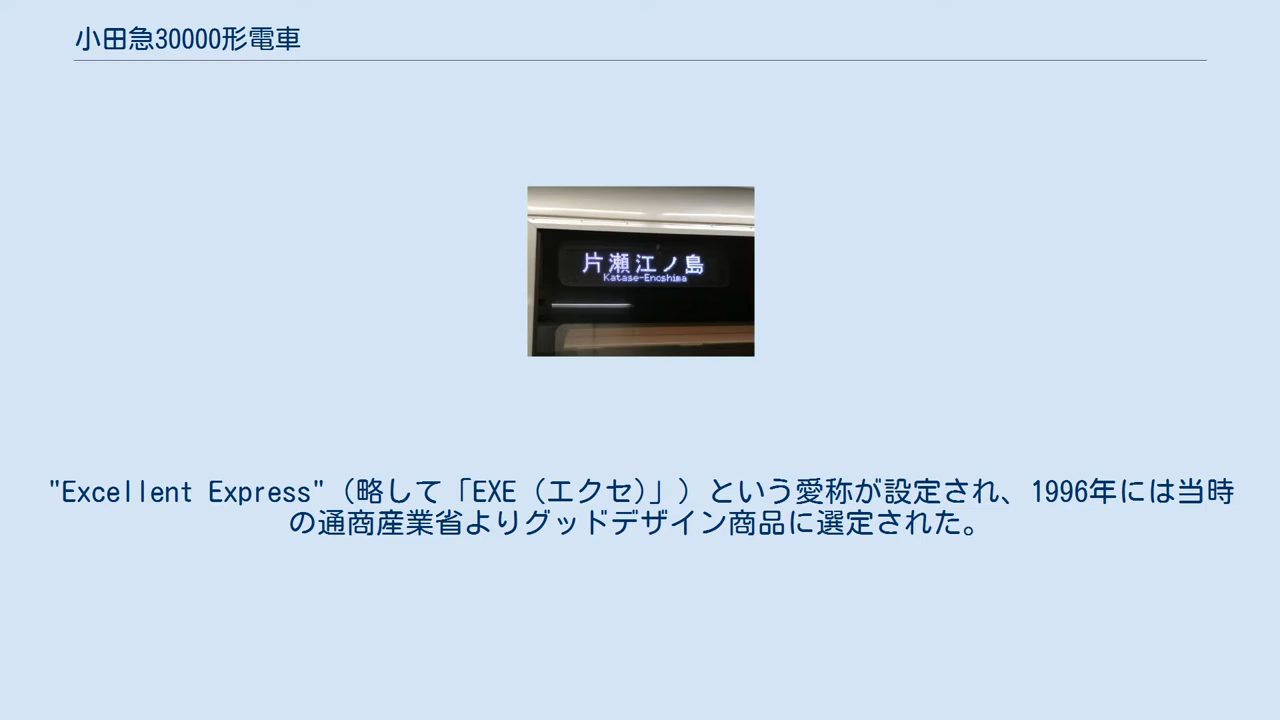 小田急30000形電車
片瀬江ノ島
Katase-Enoshima
"Excellent Express"（略して「EXE（エクセ）」）という愛称が設定され、1996年には当時
の通商産業省よりグッドデザイン商品に選定された。